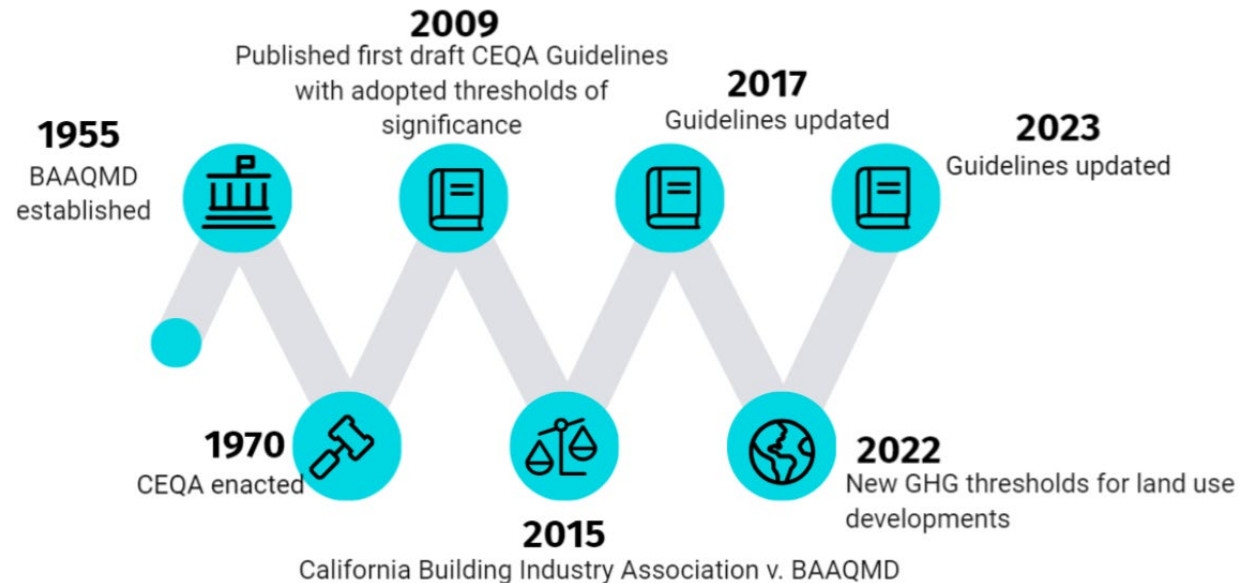 1955
BAAQMD
established
1970
CEQA enacted
2009
Published first draft CEQA Guidelines
with adopted thresholds of
significance
2015
California Building Industry Association v. BAAQMD
2017
Guidelines updated
2022
New GHG thresholds for land use
developments
2023
Guidelines updated